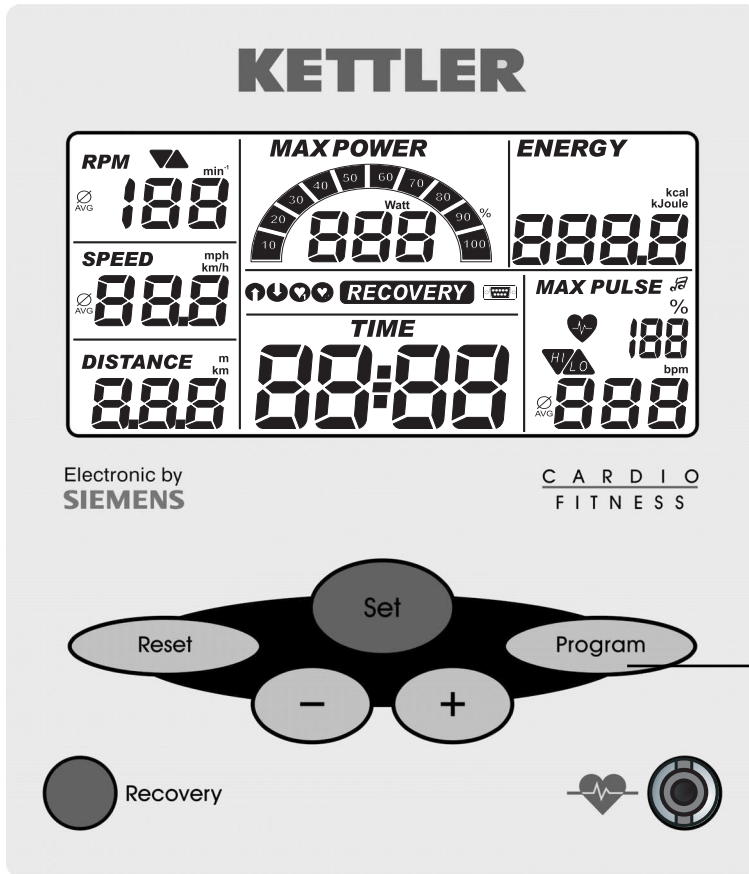 KETTLER
RPM
min-1
Ø
AVG
188
MAX POWER
10 20 30 40 50 60 70 80 90 100
%
Watt
888
ENERGY
kcal
kJoule
888.8
SPEED
mph
km/h
Ø
AVG
88.8
RECOVERY
MAX PULSE
%
188
HI
LO
bpm
Ø
AVG
888
DISTANCE
m
km
8.8.8
TIME
88:88
Electronic by
SIEMENS
CARDIO
FITNESS
Set
Reset
Program
− +
Recovery